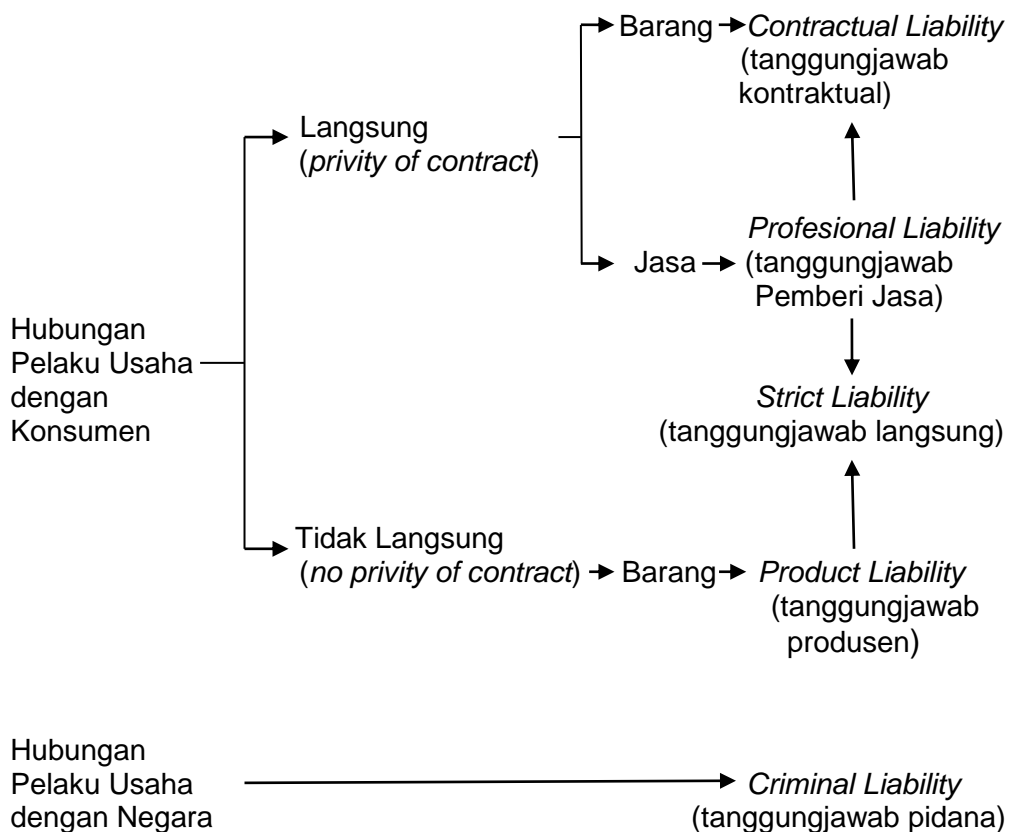 Barang Contractual Liability
(tanggungjawab
kontraktual)
Langsung
(privity of contract)
Profesional Liability
Jasa (tanggungjawab
Pemberi Jasa)
Hubungan
Pelaku Usaha
dengan
Konsumen
Strict Liability
(tanggungjawab langsung)
Tidak Langsung
(no privity of contract) Barang Product Liability
(tanggungjawab
produsen)
Hubungan
Pelaku Usaha
dengan Negara
Criminal Liability
(tanggungjawab pidana)